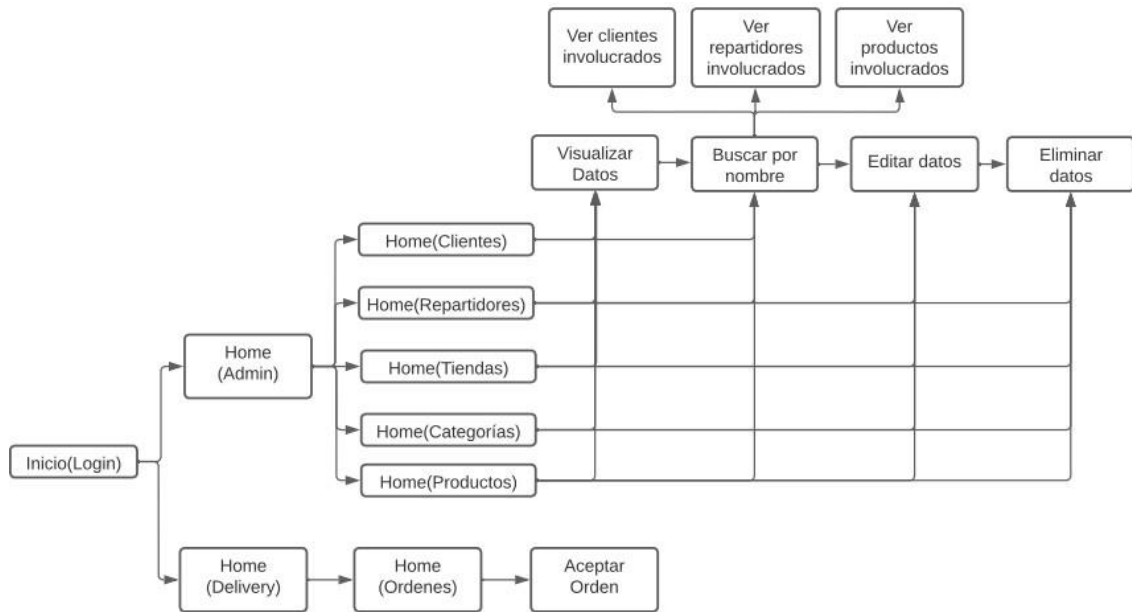 Ver clientes
involucrados
Ver
repartidores
involucrados
Ver
productos
involucrados
Visualizar
Datos
Buscar por
nombre
Editar datos
Eliminar
datos
Home(Clientes)
Home(Repartidores)
Home
(Admin)
Home(Tiendas)
Home(Categorías)
Inicio(Login)
Home(Productos)
Home
(Delivery)
Home
(Ordenes)
Aceptar
Orden